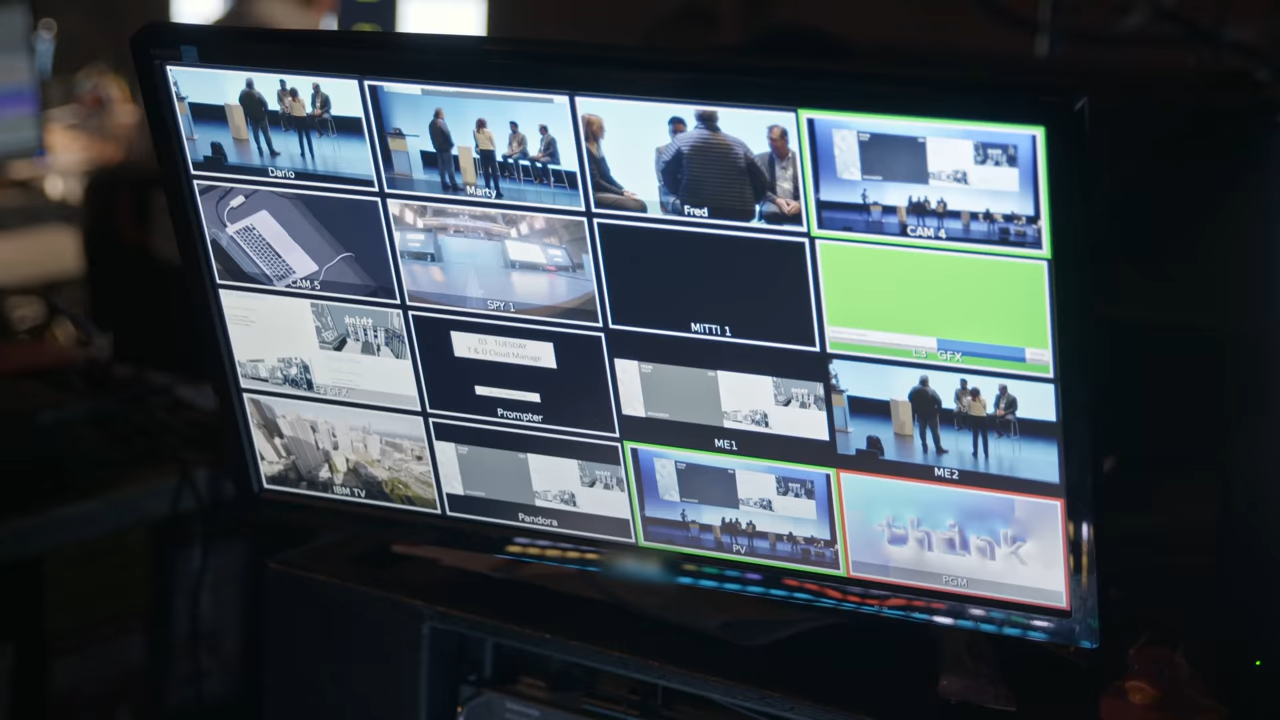 Dario
Marty
Fred
CAM 4
CAM 5
SPY 1
MITTI 1
L3 GFX
think
03 - TUESDAY
T & D Cloud Manage
Prompter
ME1
ME2
IBM TV
Pandora
PV
think
PGM